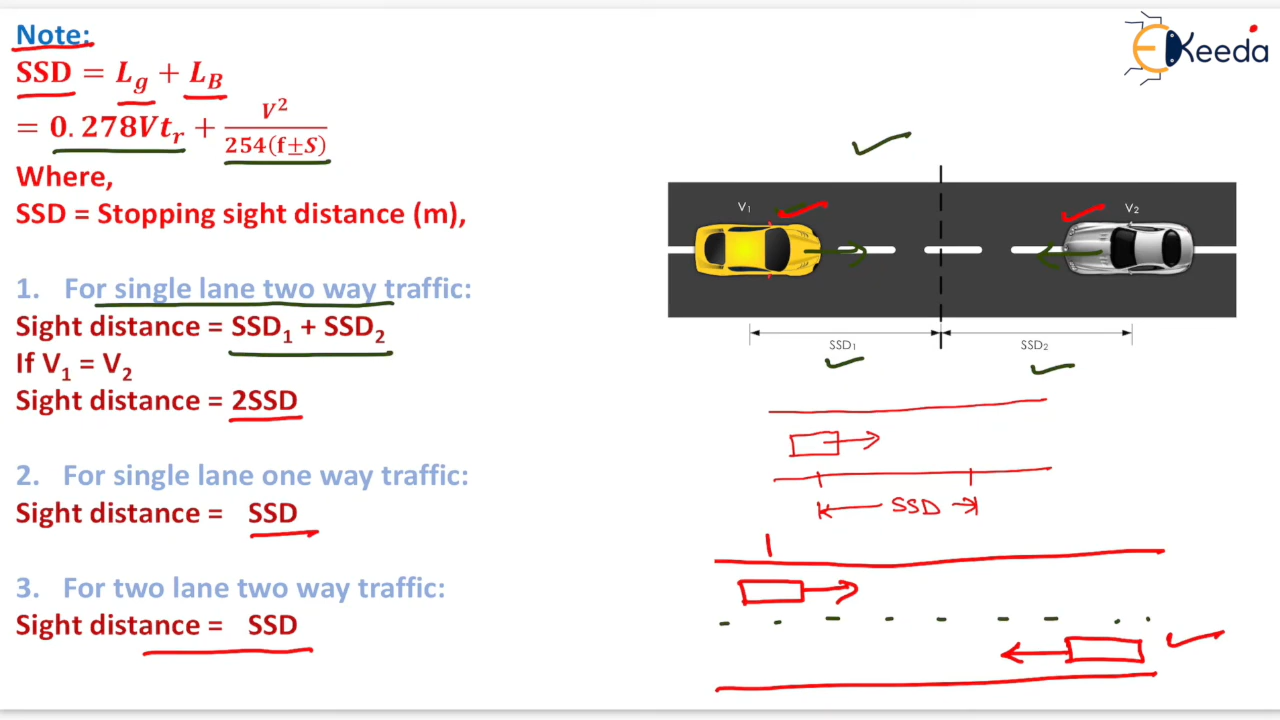 Note:
SSD = L_g + L_B
= 0.278Vt_r + V²/254(f±S)
Where,
SSD = Stopping sight distance (m),
1. For single lane two way traffic:
Sight distance = SSD₁ + SSD₂
If V₁ = V₂
Sight distance = 2SSD
2. For single lane one way traffic:
Sight distance = SSD
3. For two lane two way traffic:
Sight distance = SSD
EKeeda
V₁
V₂
SSD₁
SSD₂
SSD